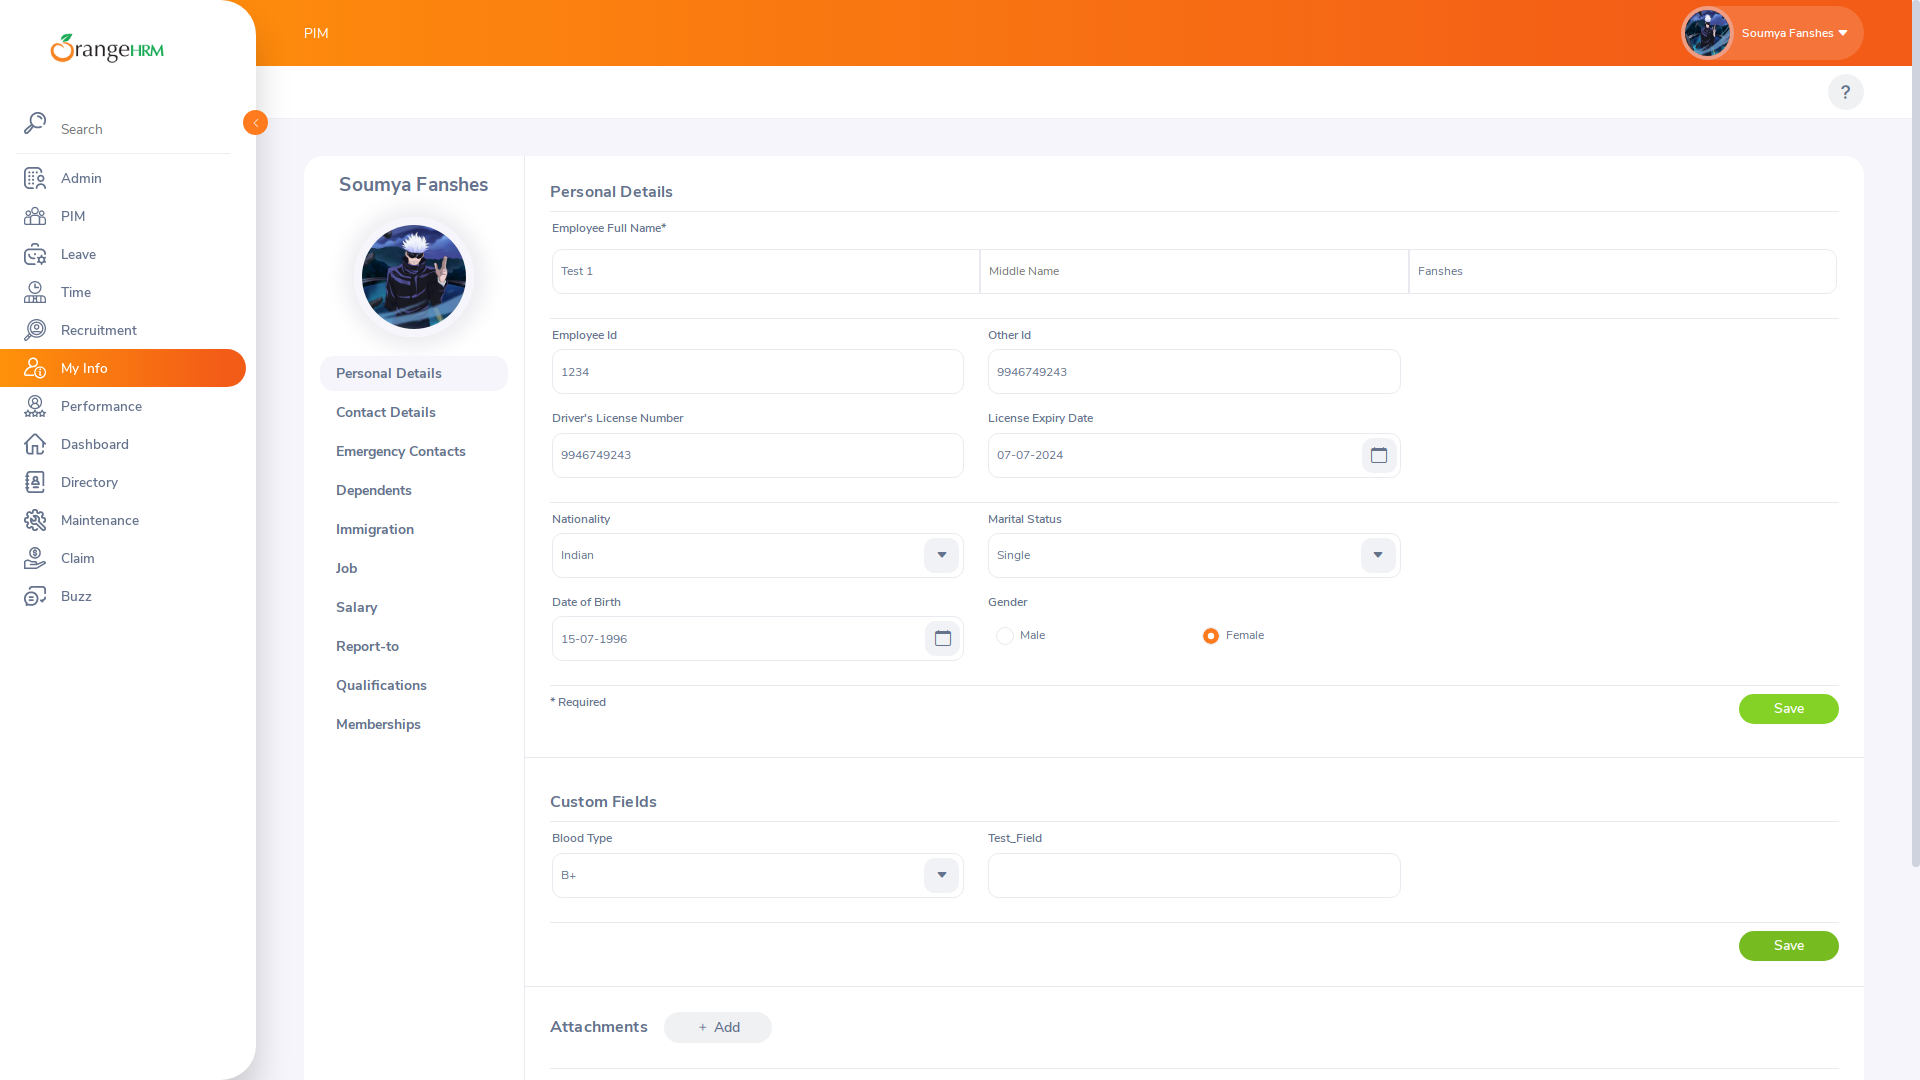 OrangeHRM
PIM
Soumya Fanshes
?
Search
Admin
PIM
Leave
Time
Recruitment
My Info
Performance
Dashboard
Directory
Maintenance
Claim
Buzz
Soumya Fanshes
Personal Details
Contact Details
Emergency Contacts
Dependents
Immigration
Job
Salary
Report-to
Qualifications
Memberships
Personal Details
Employee Full Name*
Test 1 Middle Name Fanshes
Employee Id Other Id
1234 9946749243
Driver's License Number License Expiry Date
9946749243 07-07-2024
Nationality Marital Status
Indian Single
Date of Birth Gender
15-07-1996 Male Female
* Required Save
Custom Fields
Blood Type Test_Field
B+
Save
Attachments + Add